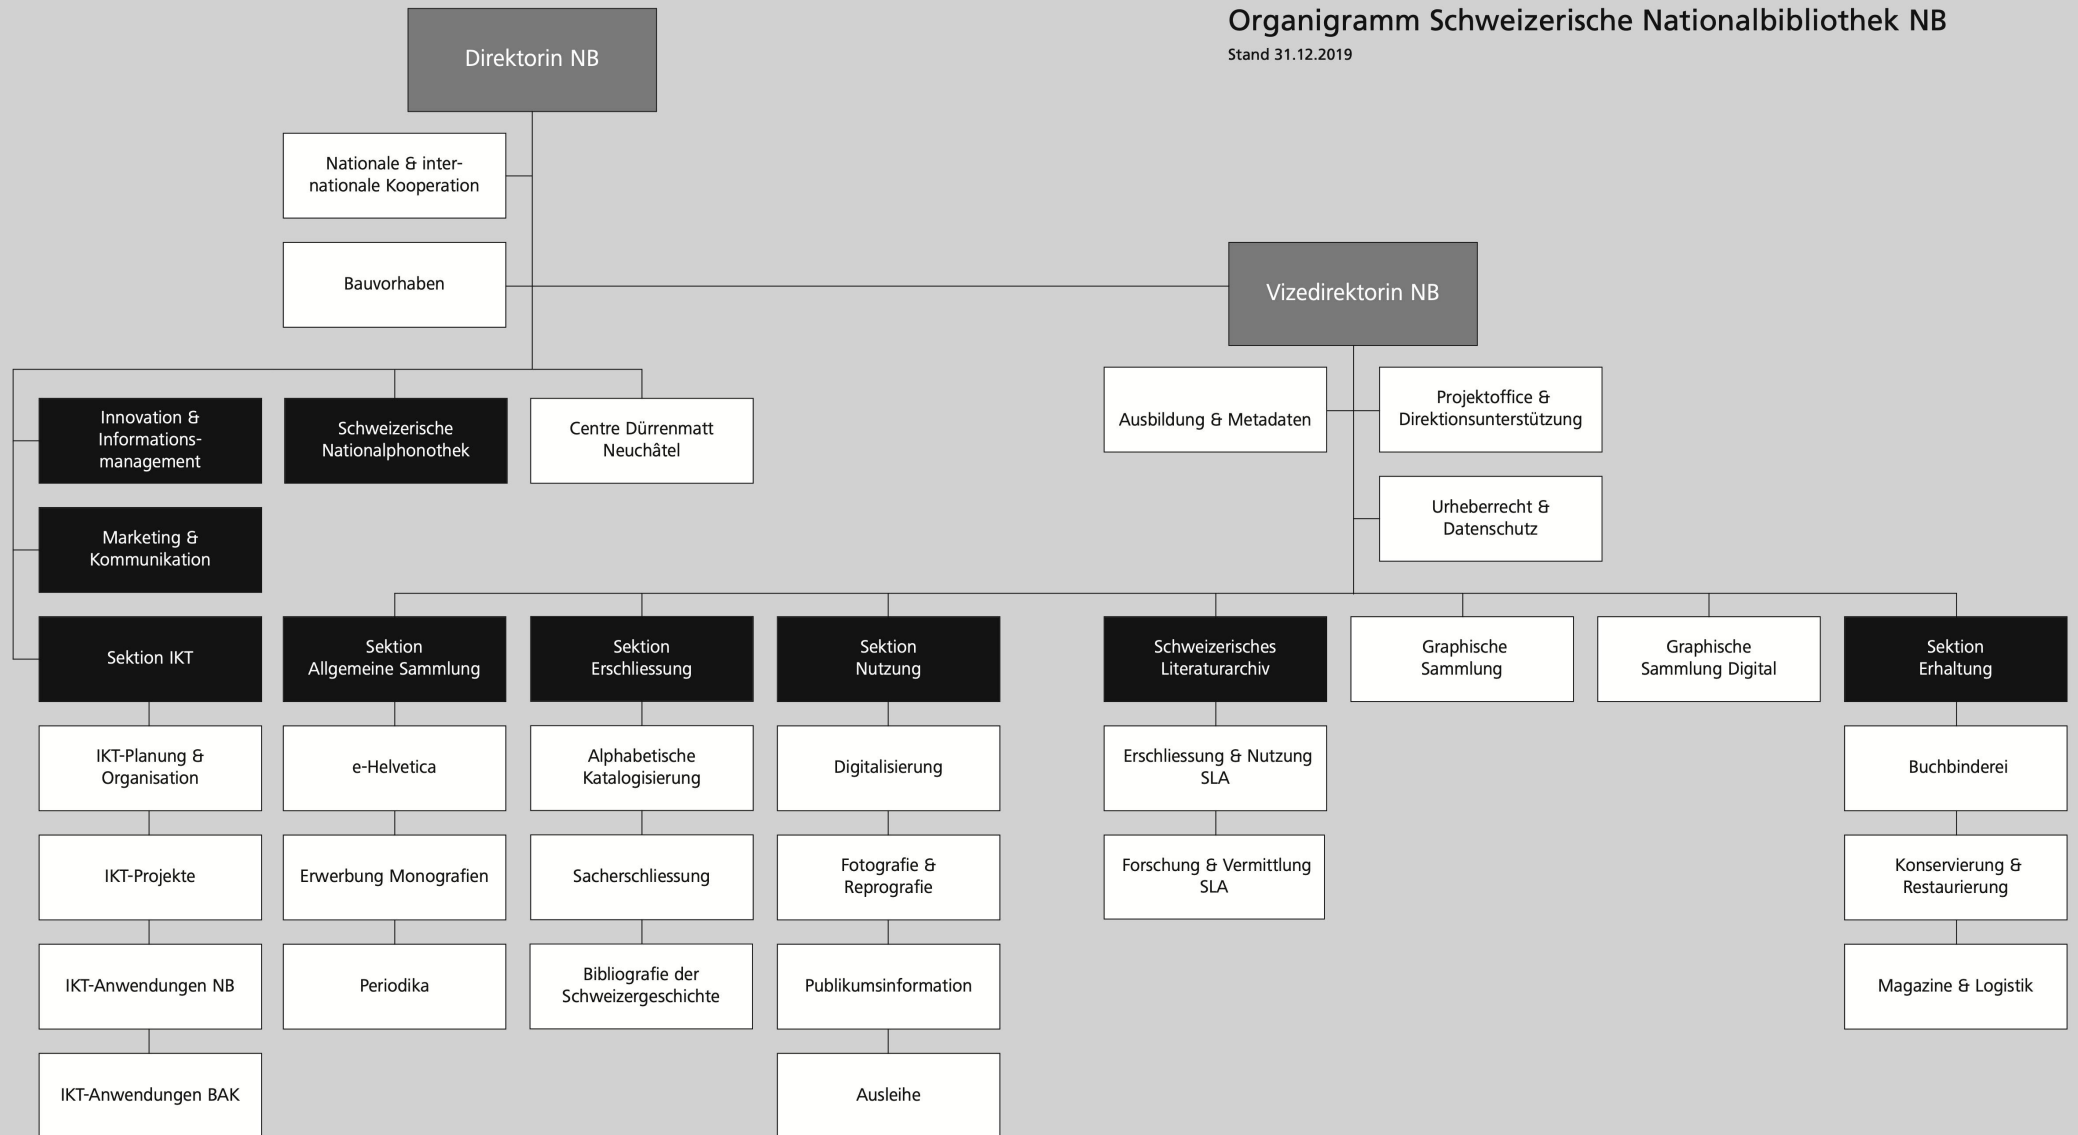 Organigramm Schweizerische Nationalbibliothek NB
Stand 31.12.2019
Direktorin NB
Nationale & inter-
nationale Kooperation
Bauvorhaben
Vizedirektorin NB
Innovation &
Informations-
management
Schweizerische
Nationalphonothek
Centre Dürrenmatt
Neuchâtel
Ausbildung & Metadaten
Projektoffice &
Direktionsunterstützung
Marketing &
Kommunikation
Urheberrecht &
Datenschutz
Sektion IKT
Sektion
Allgemeine Sammlung
Sektion
Erschliessung
Sektion
Nutzung
Schweizerisches
Literaturarchiv
Graphische
Sammlung
Graphische
Sammlung Digital
Sektion
Erhaltung
IKT-Planung &
Organisation
e-Helvetica
Alphabetische
Katalogisierung
Digitalisierung
Erschliessung & Nutzung
SLA
Buchbinderei
IKT-Projekte
Erwerbung Monografien
Sacherschliessung
Fotografie &
Reprografie
Forschung & Vermittlung
SLA
Konservierung &
Restaurierung
IKT-Anwendungen NB
Periodika
Bibliografie der
Schweizergeschichte
Publikumsinformation
Magazine & Logistik
IKT-Anwendungen BAK
Ausleihe